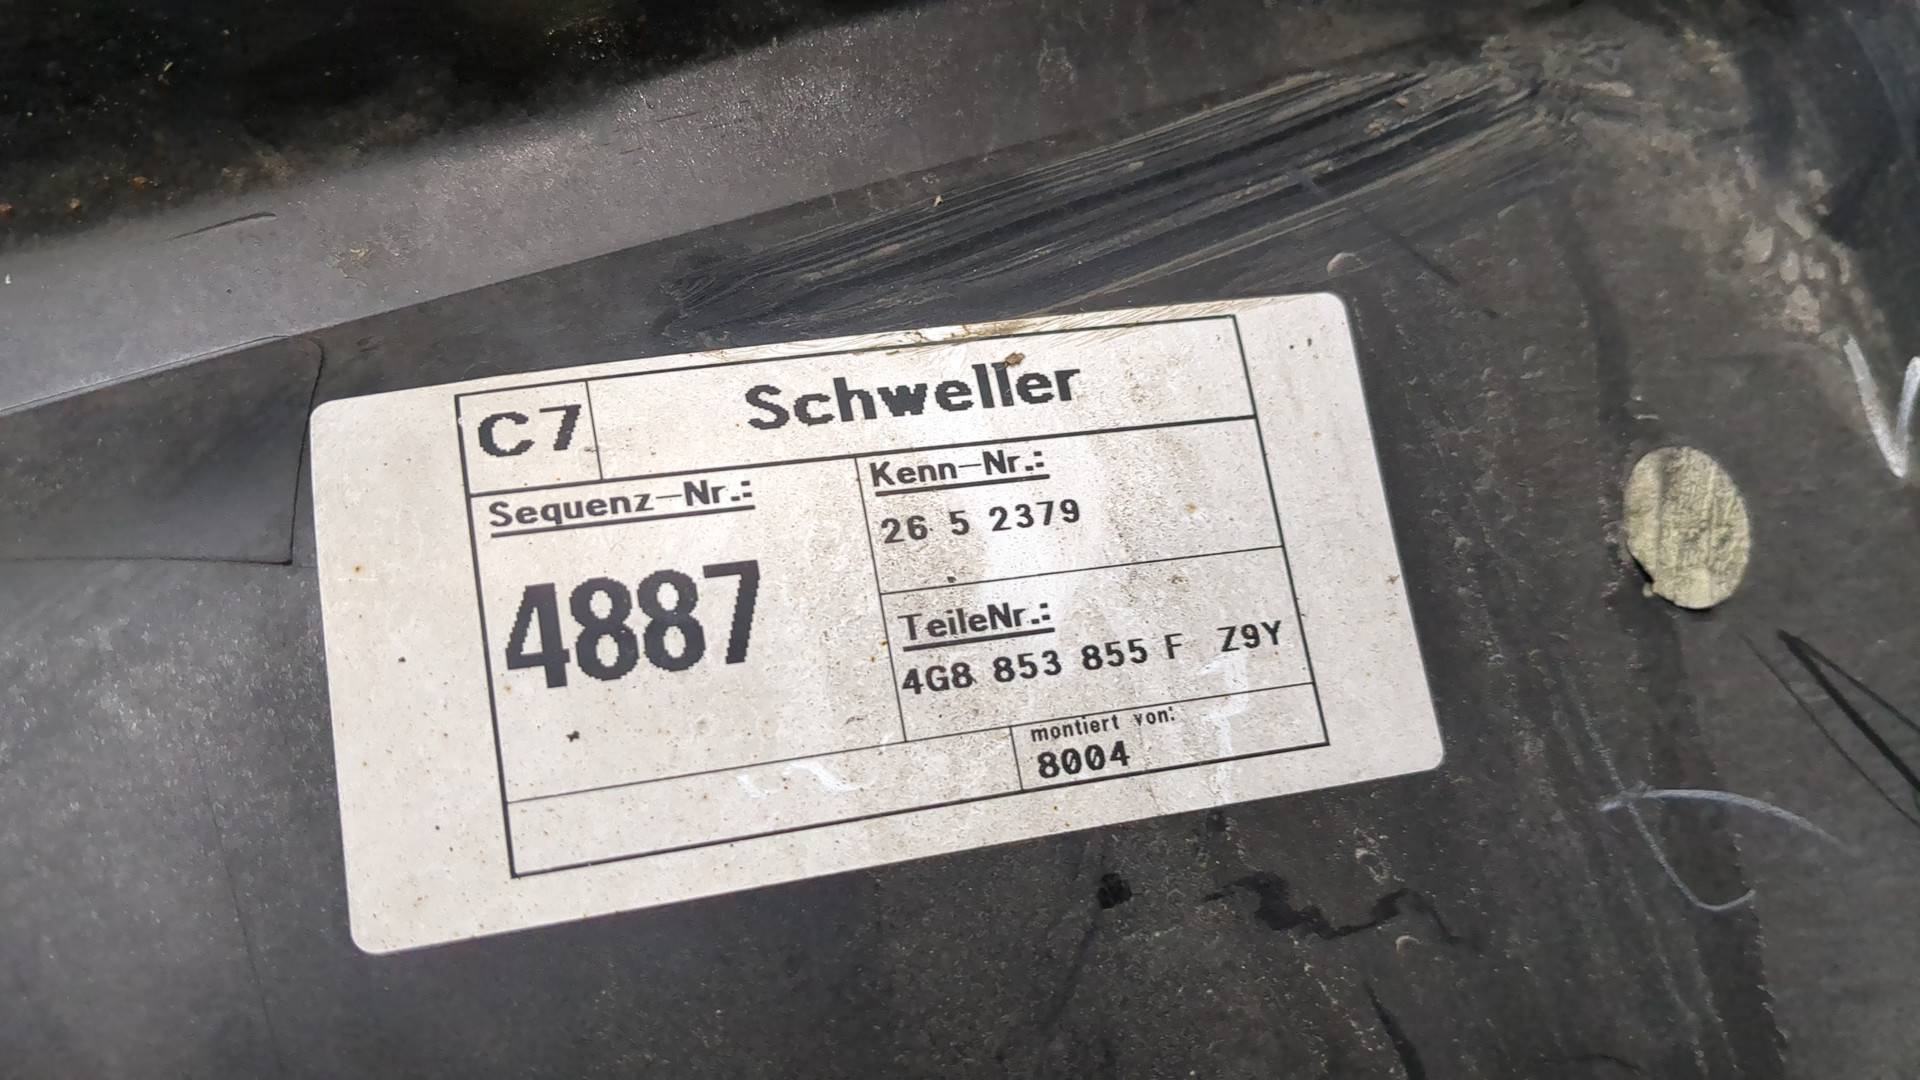 C7
Schweller
Sequenz-Nr.:
4887
Kenn-Nr.:
26 5 2379
TeileNr.:
4G8 853 855 F Z9Y
montiert von:
8004